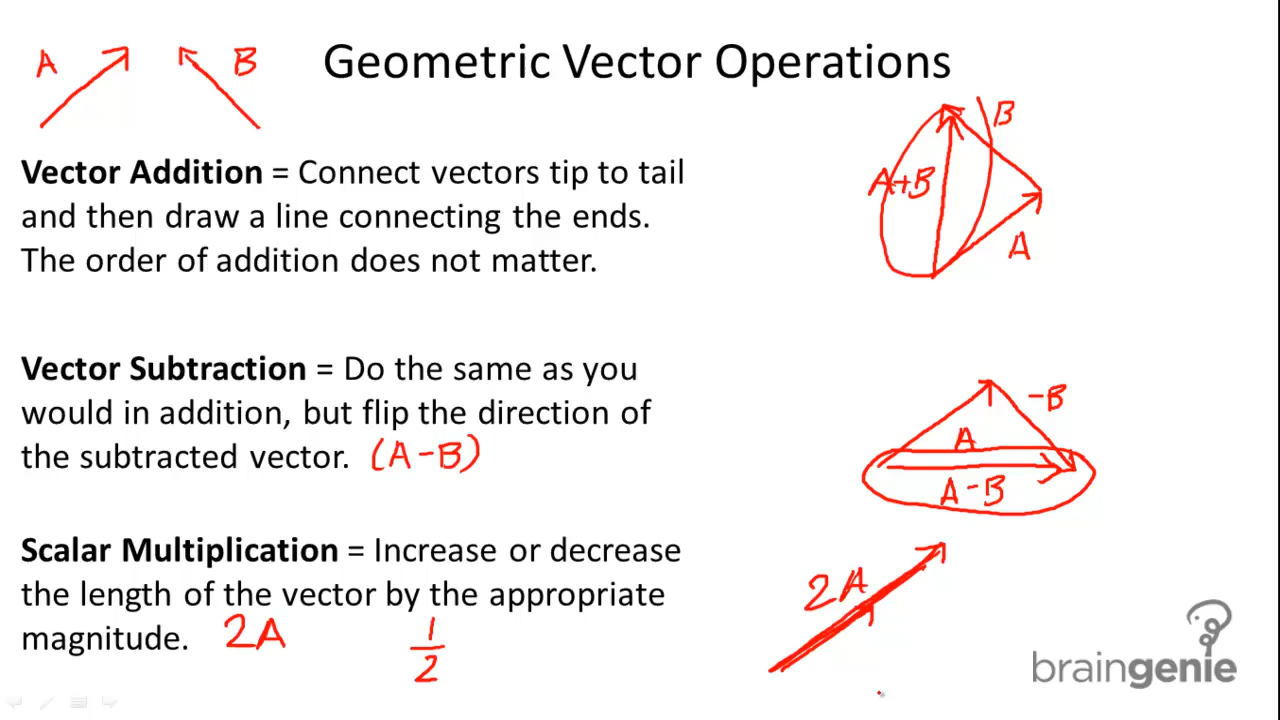 A B
Geometric Vector Operations
Vector Addition = Connect vectors tip to tail
and then draw a line connecting the ends.
The order of addition does not matter.
B
A+B
A
Vector Subtraction = Do the same as you
would in addition, but flip the direction of
the subtracted vector. (A-B)
-B
A
A-B
Scalar Multiplication = Increase or decrease
the length of the vector by the appropriate
magnitude. 2A 1/2
2A
braingenie